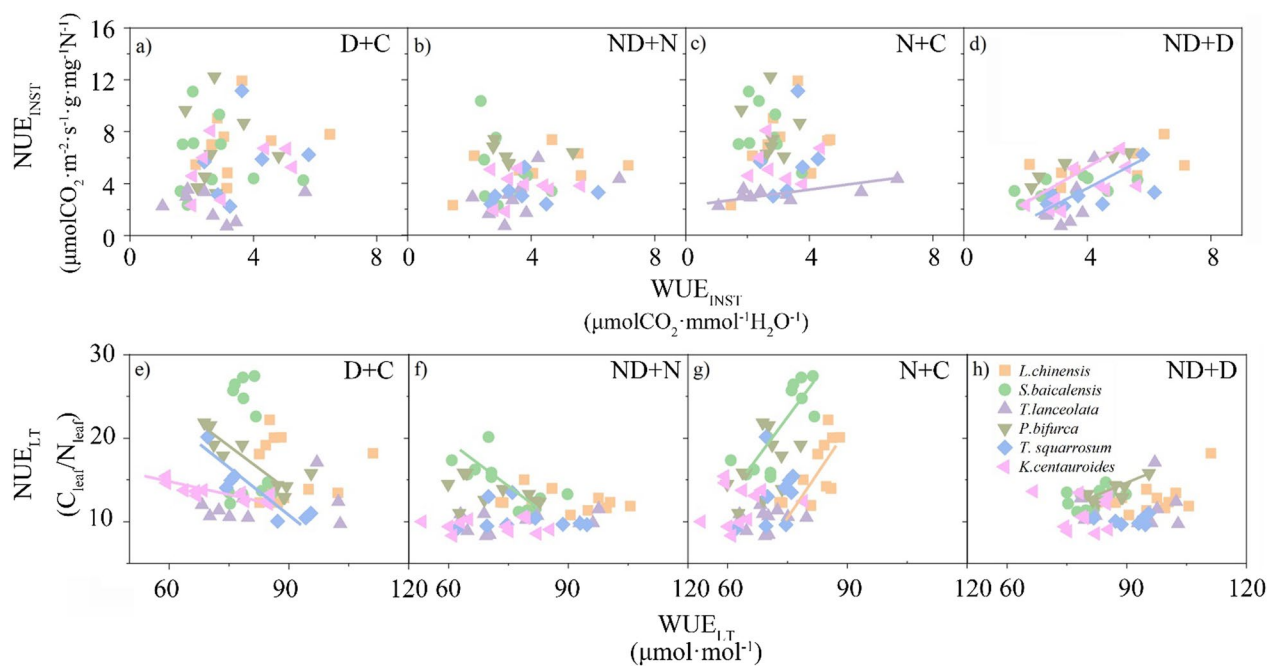 a) D+C
b) ND+N
c) N+C
d) ND+D
NUE_INST
(μmolCO₂·m⁻²·s⁻¹·g·mg⁻¹N⁻¹)
16
12
8
4
0
0 4 8 0 4 8 0 4 8 0 4 8
WUE_INST
(μmolCO₂·mmol⁻¹H₂O⁻¹)
e) D+C
f) ND+N
g) N+C
h) ND+D
L.chinensis
S.baicalensis
T.lanceolata
P.bifurca
T. squarrosum
K.centauroides
NUE_LT
(C_leaf/N_leaf)
30
20
10
60 90 120 60 90 120 60 90 120 60 90 120
WUE_LT
(μmol·mol⁻¹)